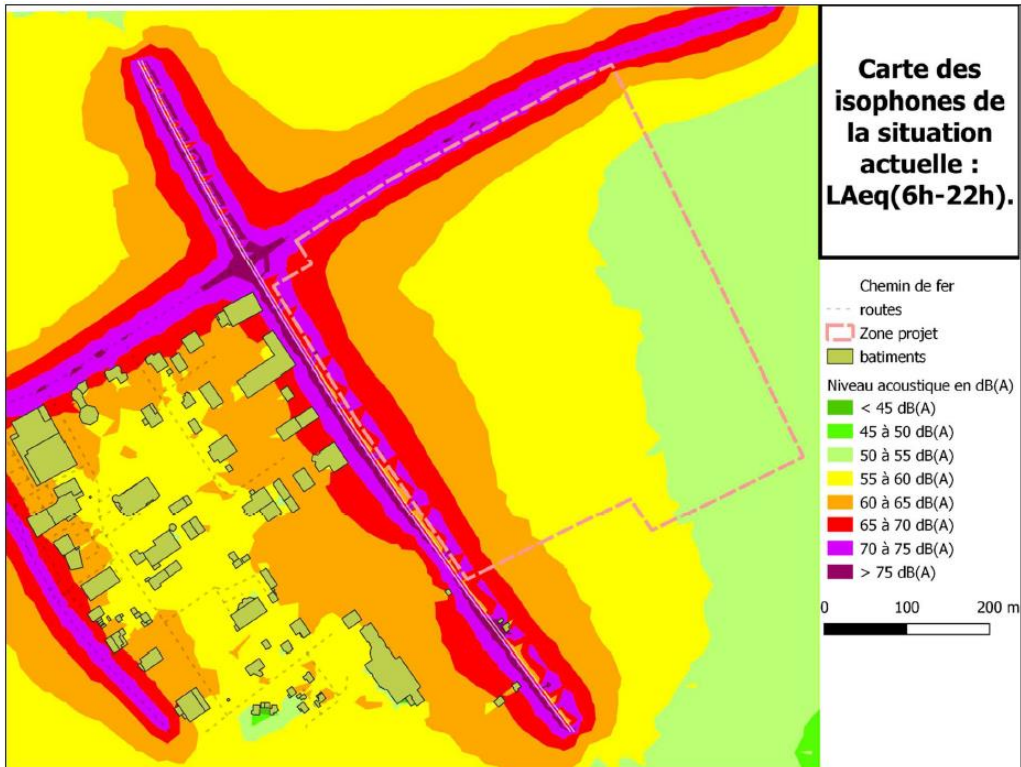 Carte des
isophones de
la situation
actuelle :
LAeq(6h-22h).
Chemin de fer
routes
Zone projet
batiments
Niveau acoustique en dB(A)
< 45 dB(A)
45 à 50 dB(A)
50 à 55 dB(A)
55 à 60 dB(A)
60 à 65 dB(A)
65 à 70 dB(A)
70 à 75 dB(A)
> 75 dB(A)
0 100 200 m